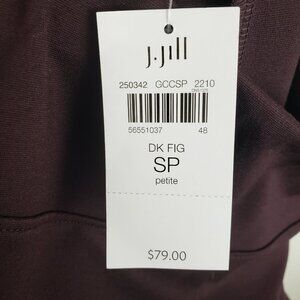 J.Jill
250342 GCCSP 2210
56551037 48
DK FIG
SP
petite
$79.00